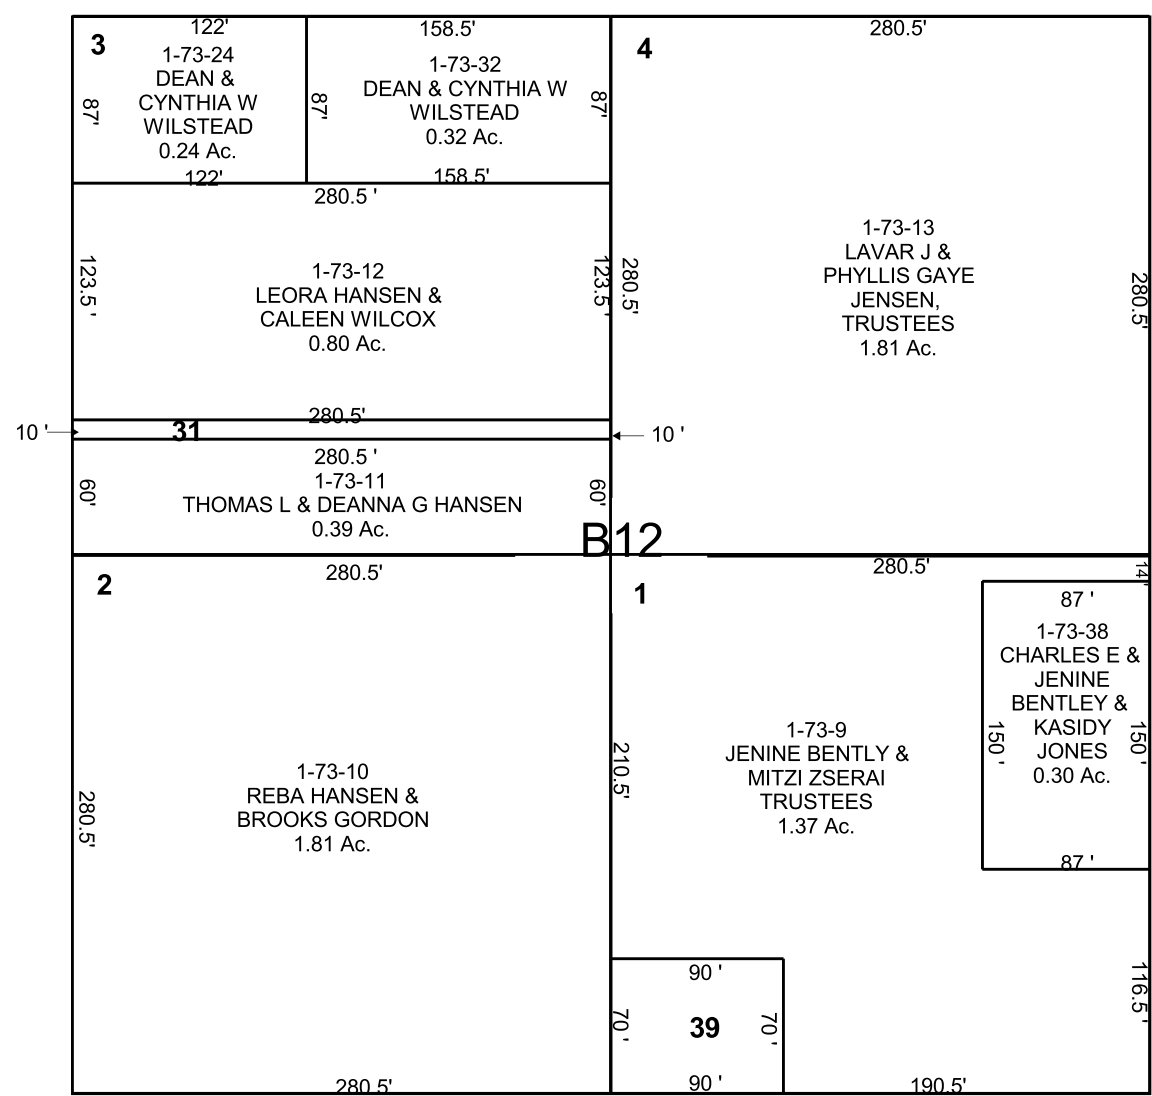 3
122'
1-73-24
DEAN &
CYNTHIA W
WILSTEAD
0.24 Ac.
122'
87'
87'
158.5'
1-73-32
DEAN & CYNTHIA W
WILSTEAD
0.32 Ac.
158.5'
87'
4
280.5'
280.5'
1-73-13
LAVAR J &
PHYLLIS GAYE
JENSEN,
TRUSTEES
1.81 Ac.
280.5'
280.5 '
123.5 '
1-73-12
LEORA HANSEN &
CALEEN WILCOX
0.80 Ac.
123.5 '
280.5'
10 '
31
10 '
280.5 '
60'
1-73-11
THOMAS L & DEANNA G HANSEN
0.39 Ac.
60'
B12
2
280.5'
280.5'
1-73-10
REBA HANSEN &
BROOKS GORDON
1.81 Ac.
280.5'
1
280.5'
14'
210.5'
1-73-9
JENINE BENTLY &
MITZI ZSERAI
TRUSTEES
1.37 Ac.
87 '
1-73-38
CHARLES E &
JENINE
BENTLEY &
KASIDY
JONES
0.30 Ac.
150 '
150 '
87 '
116.5 '
90 '
70 '
39
70 '
90 '
190.5'